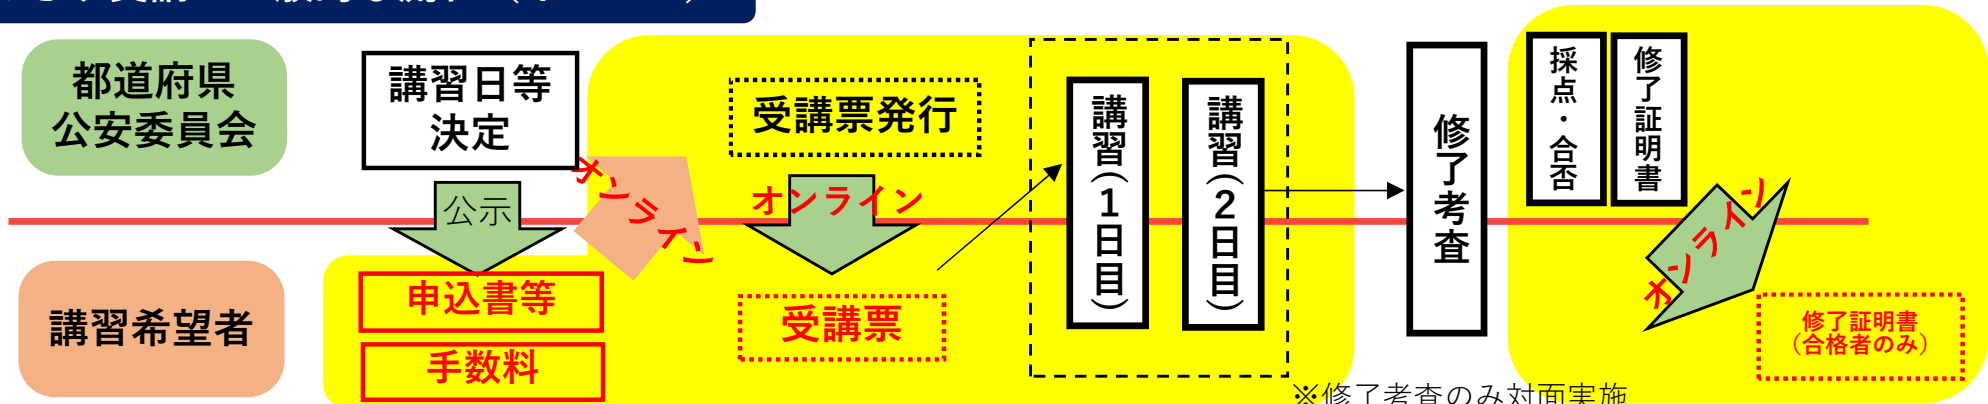 都道府県
公安委員会
講習日等
決定
公示
オンライン
受講票発行
オンライン
講習(1日目)
講習(2日目)
修了考査
採点・合否
修了証明書
オンライン
講習希望者
申込書等
手数料
受講票
修了証明書
(合格者のみ)
※修了考査のみ対面実施